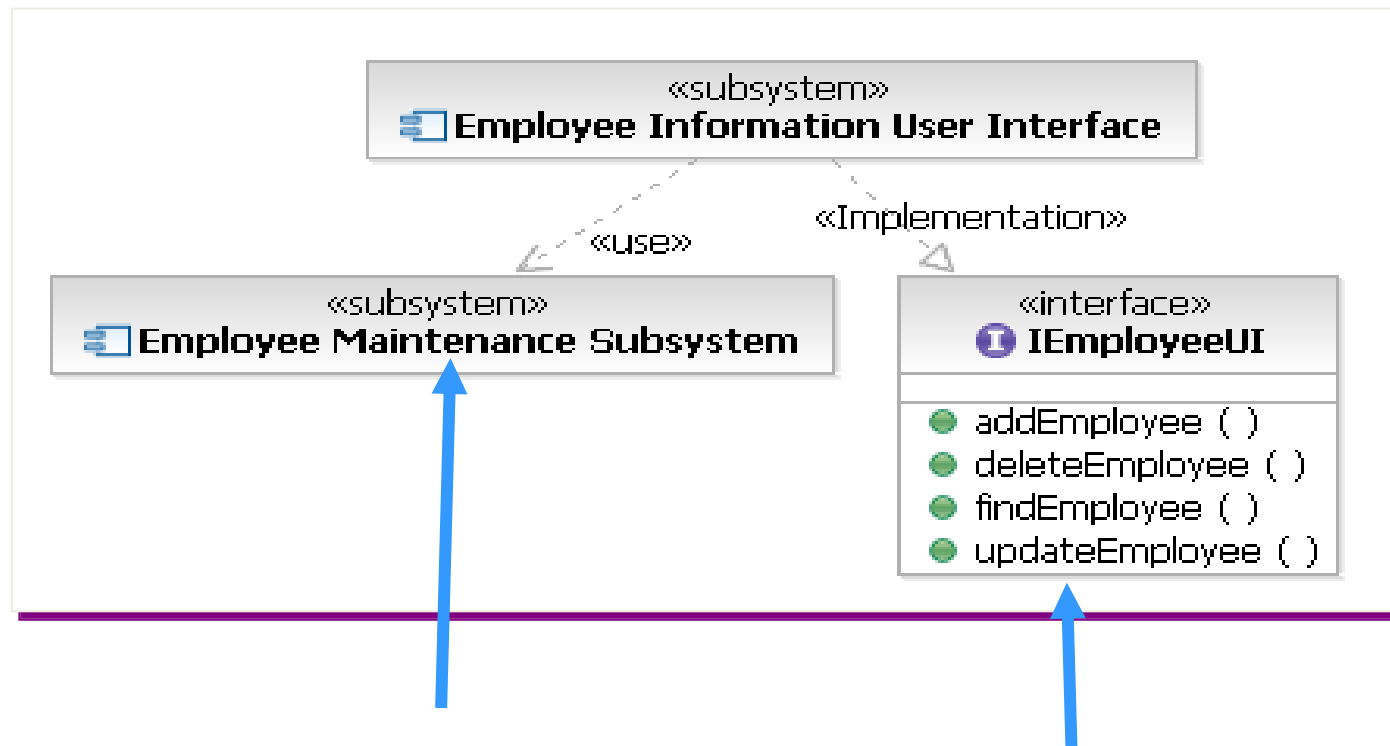 «subsystem»
Employee Information User Interface
«Implementation»
«use»
«subsystem»
Employee Maintenance Subsystem
«interface»
I IEmployeeUI
addEmployee ( )
deleteEmployee ( )
findEmployee ( )
updateEmployee ( )